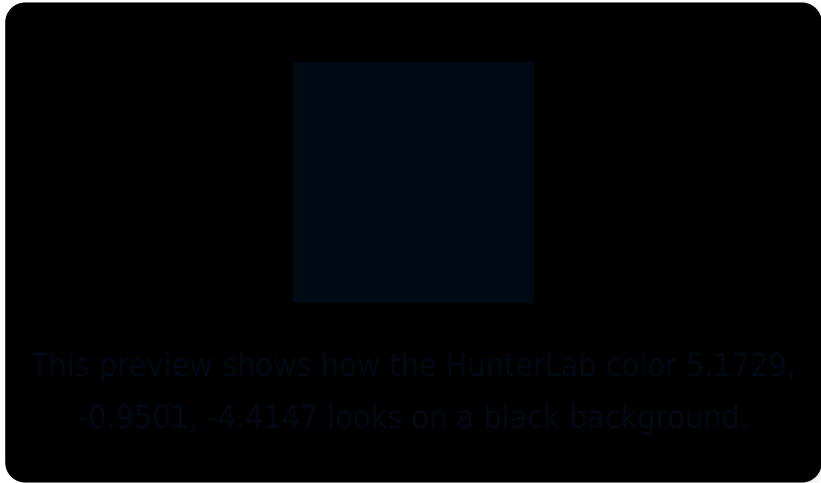 This preview shows how the HunterLab color 5.1729,
-0.9501, -4.4147 looks on a black background.